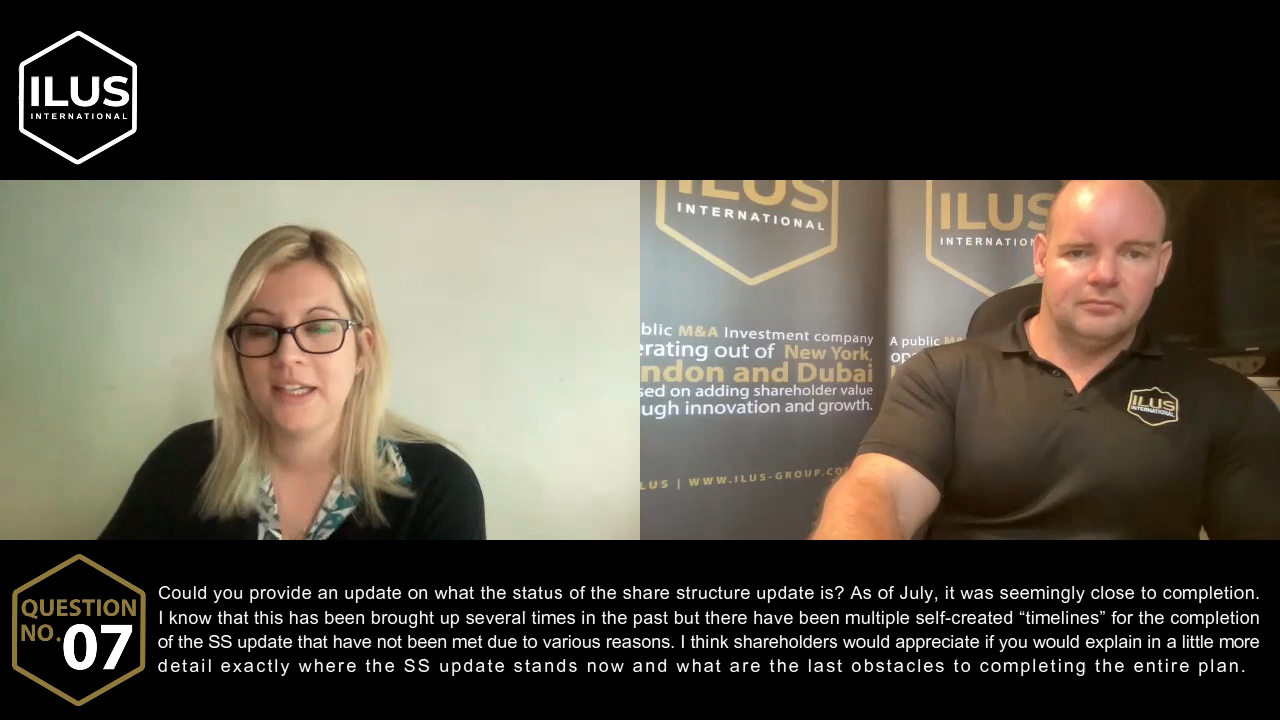 ILUS
INTERNATIONAL
ILUS
INTERNATIONAL
blic M&A Investment company
erating out of New York,
ndon and Dubai
sed on adding shareholder value
ugh innovation and growth.
LUS | WWW.ILUS-GROUP.CO
ILUS
INTERNATION
A public M&
ILUS
INTERNATIONAL
QUESTION
NO. 07
Could you provide an update on what the status of the share structure update is? As of July, it was seemingly close to completion.
I know that this has been brought up several times in the past but there have been multiple self-created “timelines” for the completion
of the SS update that have not been met due to various reasons. I think shareholders would appreciate if you would explain in a little more
detail exactly where the SS update stands now and what are the last obstacles to completing the entire plan.